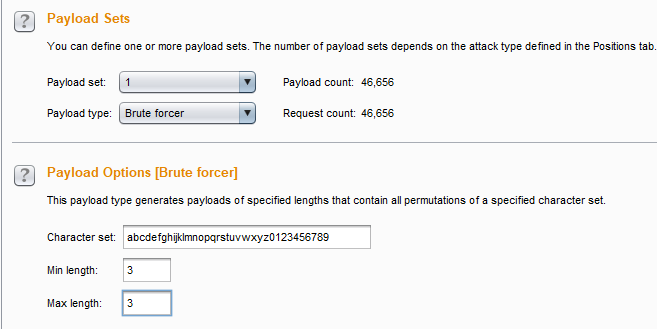 ?
Payload Sets
You can define one or more payload sets. The number of payload sets depends on the attack type defined in the Positions tab.
Payload set: 1 Payload count: 46,656
Payload type: Brute forcer Request count: 46,656
?
Payload Options [Brute forcer]
This payload type generates payloads of specified lengths that contain all permutations of a specified character set.
Character set: abcdefghijklmnopqrstuvwxyz0123456789
Min length: 3
Max length: 3